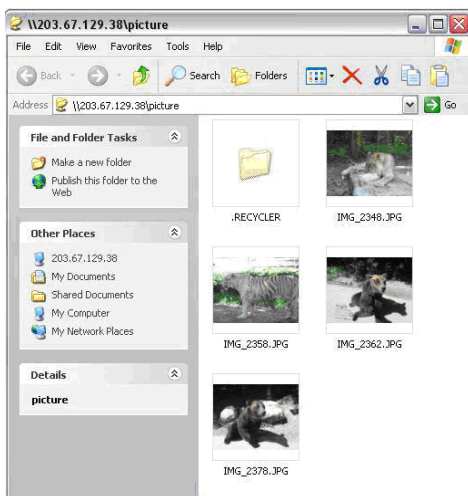 \\203.67.129.38\picture
File Edit View Favorites Tools Help
Back Search Folders
Address \\203.67.129.38\picture Go
File and Folder Tasks
Make a new folder
Publish this folder to the
Web
Other Places
203.67.129.38
My Documents
Shared Documents
My Computer
My Network Places
Details
picture
.RECYCLER
IMG_2348.JPG
IMG_2358.JPG
IMG_2362.JPG
IMG_2378.JPG